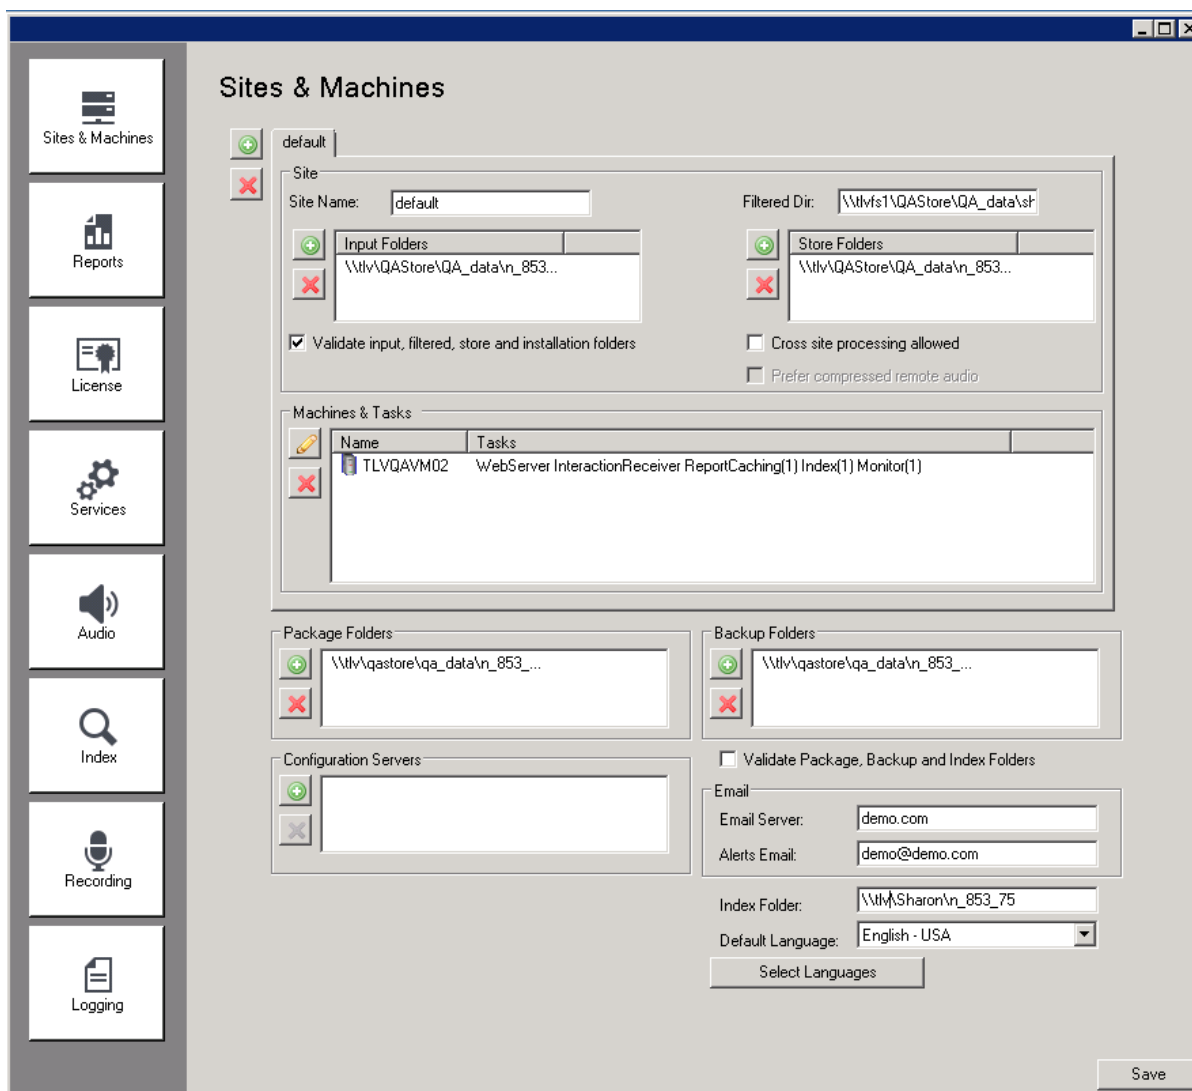 Sites & Machines
Reports
License
Services
Audio
Index
Recording
Logging
Sites & Machines
default
Site
Site Name: default
Filtered Dir: \\tlvfs1\QAStore\QA_data\sh
Input Folders
\\tlv\QAStore\QA_data\n_853...
Store Folders
\\tlv\QAStore\QA_data\n_853...
Validate input, filtered, store and installation folders
Cross site processing allowed
Prefer compressed remote audio
Machines & Tasks
Name Tasks
TLVQAVM02 WebServer InteractionReceiver ReportCaching(1) Index(1) Monitor(1)
Package Folders
\\tlv\qastore\qa_data\n_853_...
Backup Folders
\\tlv\qastore\qa_data\n_853_...
Configuration Servers
Validate Package, Backup and Index Folders
Email
Email Server: demo.com
Alerts Email: demo@demo.com
Index Folder: \\tlv\Sharon\n_853_75
Default Language: English - USA
Select Languages
Save